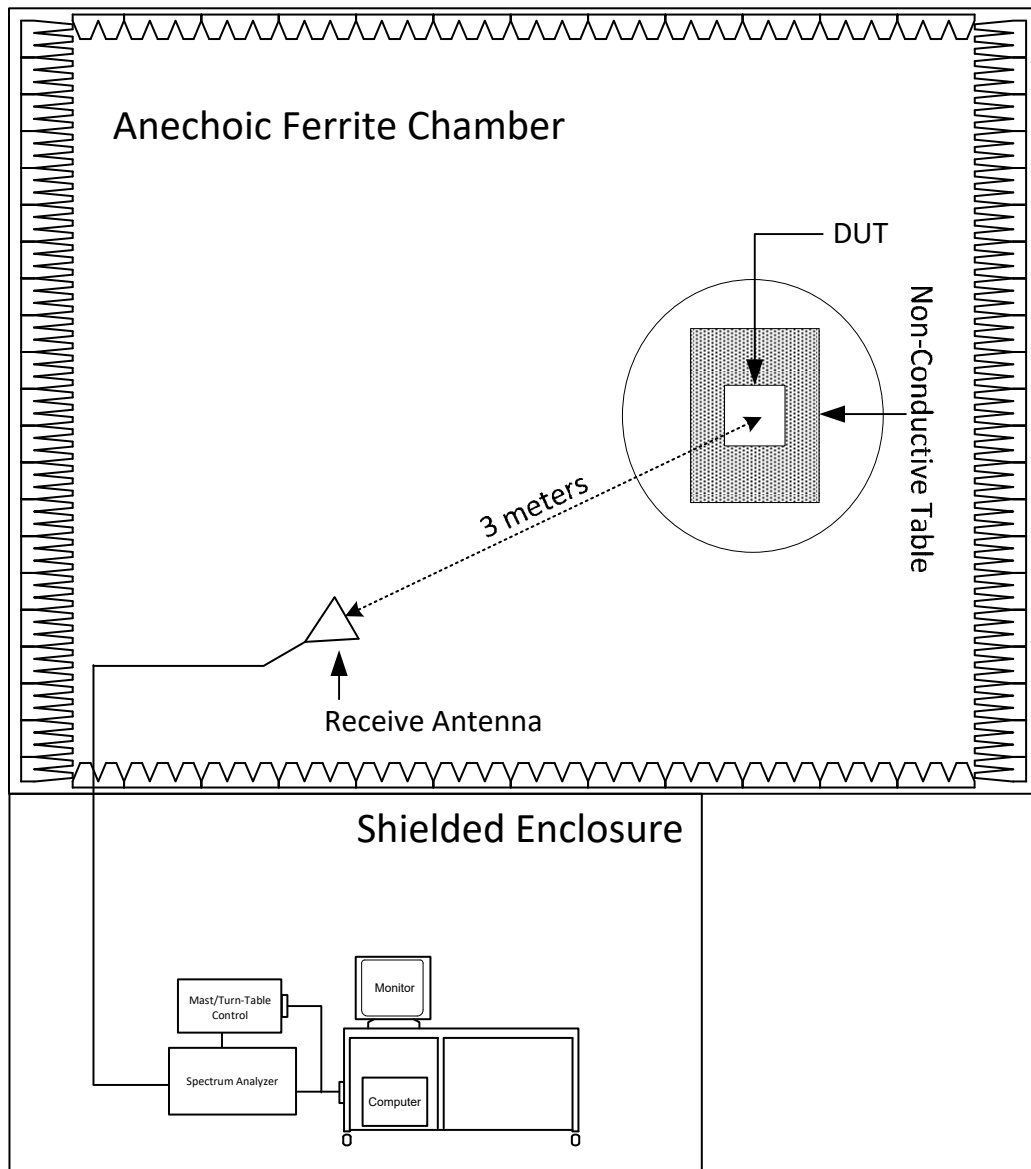 Anechoic Ferrite Chamber
DUT
Non-Conductive Table
3 meters
Receive Antenna
Shielded Enclosure
Monitor
Mast/Turn-Table
Control
Spectrum Analyzer
Computer